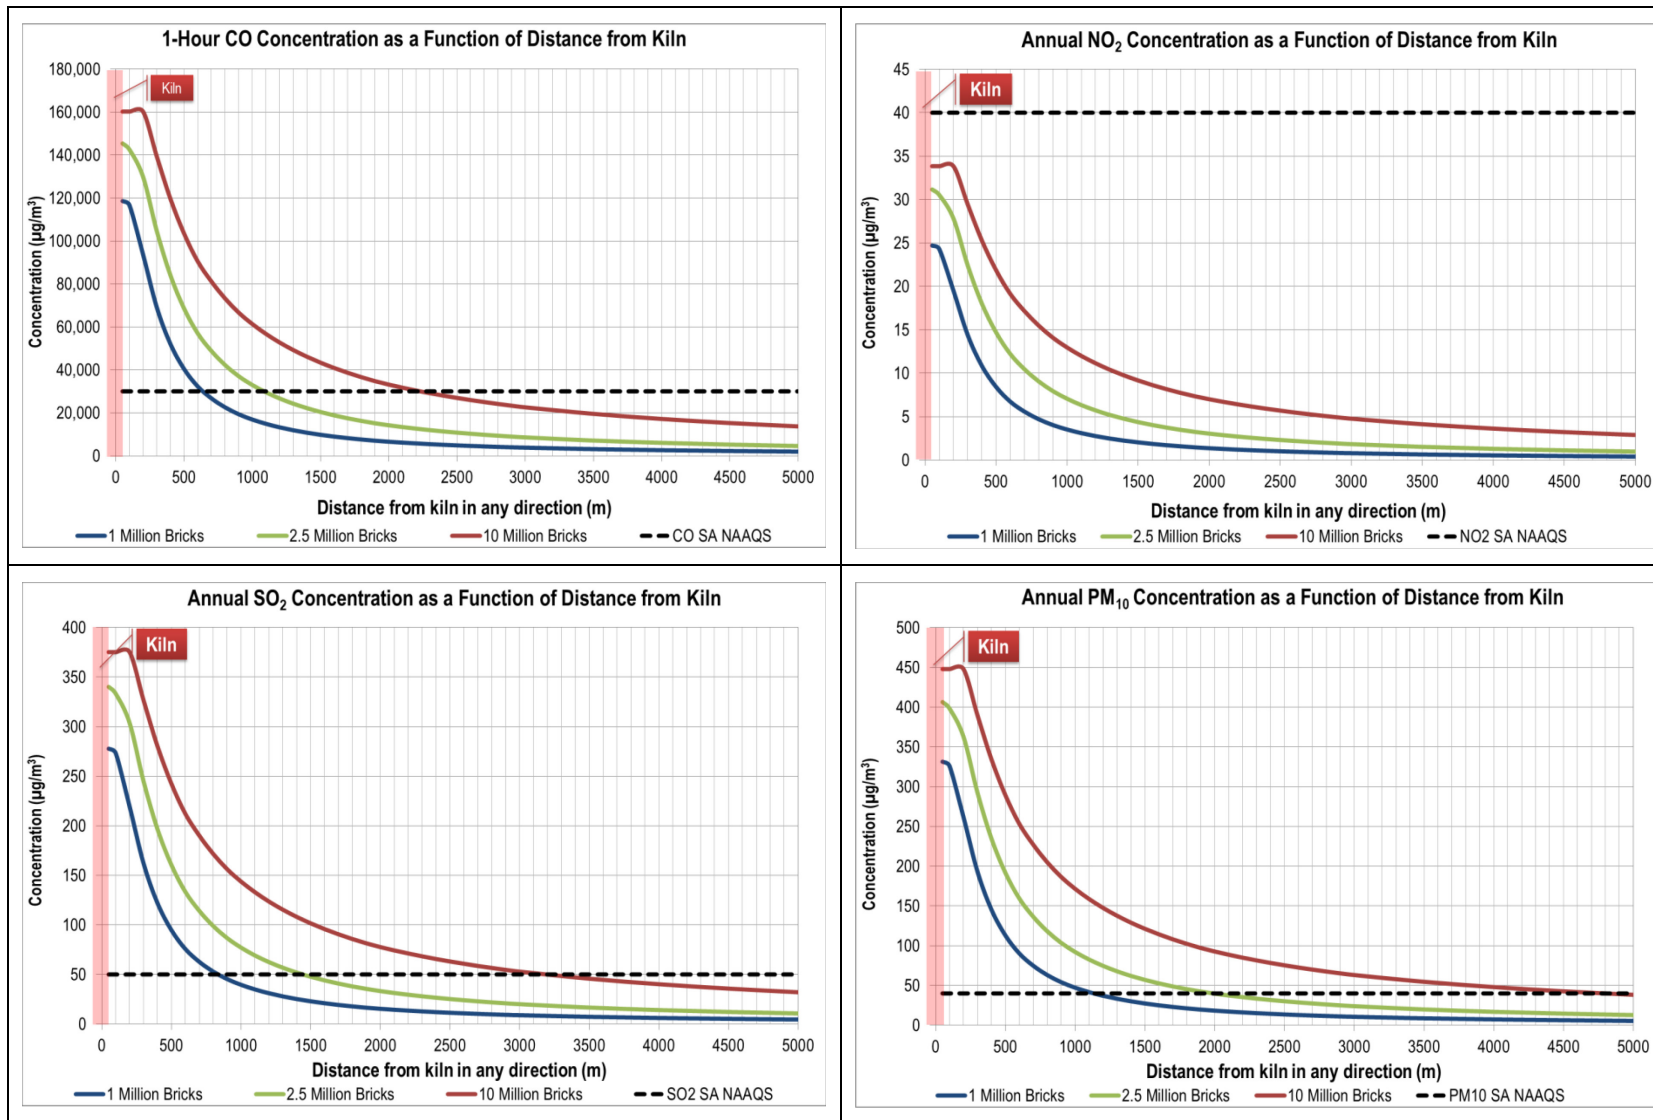 1-Hour CO Concentration as a Function of Distance from Kiln
180,000
160,000
140,000
120,000
100,000
80,000
60,000
40,000
20,000
0
Kiln
Concentration (µg/m³)
0 500 1000 1500 2000 2500 3000 3500 4000 4500 5000
Distance from kiln in any direction (m)
1 Million Bricks 2.5 Million Bricks 10 Million Bricks CO SA NAAQS
Annual NO₂ Concentration as a Function of Distance from Kiln
45
40
35
30
25
20
15
10
5
0
Kiln
Concentration (µg/m³)
0 500 1000 1500 2000 2500 3000 3500 4000 4500 5000
Distance from kiln in any direction (m)
1 Million Bricks 2.5 Million Bricks 10 Million Bricks NO2 SA NAAQS
Annual SO₂ Concentration as a Function of Distance from Kiln
400
350
300
250
200
150
100
50
0
Kiln
Concentration (µg/m³)
0 500 1000 1500 2000 2500 3000 3500 4000 4500 5000
Distance from kiln in any direction (m)
1 Million Bricks 2.5 Million Bricks 10 Million Bricks SO2 SA NAAQS
Annual PM₁₀ Concentration as a Function of Distance from Kiln
500
450
400
350
300
250
200
150
100
50
0
Kiln
Concentration (µg/m³)
0 500 1000 1500 2000 2500 3000 3500 4000 4500 5000
Distance from kiln in any direction (m)
1 Million Bricks 2.5 Million Bricks 10 Million Bricks PM10 SA NAAQS